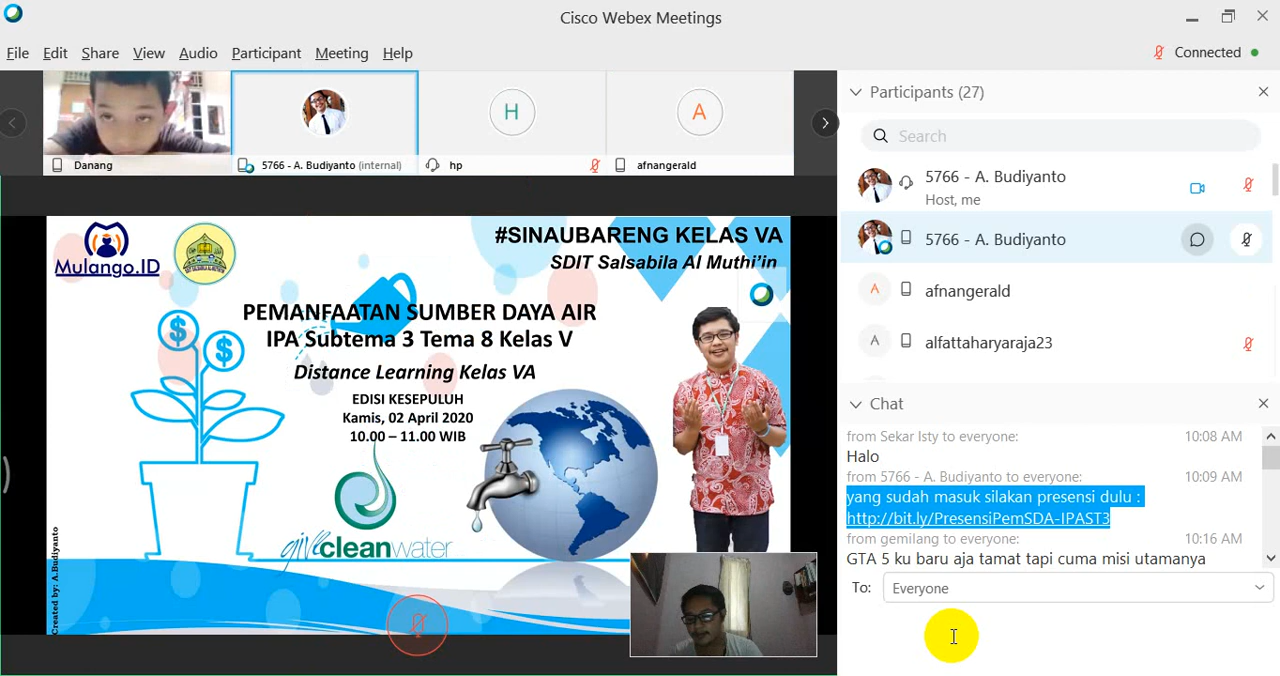 Cisco Webex Meetings
File Edit Share View Audio Participant Meeting Help
Connected
Danang
5766 - A. Budiyanto (internal)
H
hp
A
afnangerald
Mulango.ID
#SINAUBARENG KELAS VA
SDIT Salsabila Al Muthi'in
PEMANFAATAN SUMBER DAYA AIR
IPA Subtema 3 Tema 8 Kelas V
Distance Learning Kelas VA
EDISI KESEPULUH
Kamis, 02 April 2020
10.00 – 11.00 WIB
$
$
givecleanwater
Created by: A.Budiyanto
Participants (27)
Search
5766 - A. Budiyanto
Host, me
5766 - A. Budiyanto
A
afnangerald
A
alfattaharyaraja23
Chat
from Sekar Isty to everyone: 10:08 AM
Halo
from 5766 - A. Budiyanto to everyone: 10:09 AM
yang sudah masuk silakan presensi dulu :
http://bit.ly/PresensiPemSDA-IPAST3
from gemilang to everyone: 10:16 AM
GTA 5 ku baru aja tamat tapi cuma misi utamanya
To: Everyone